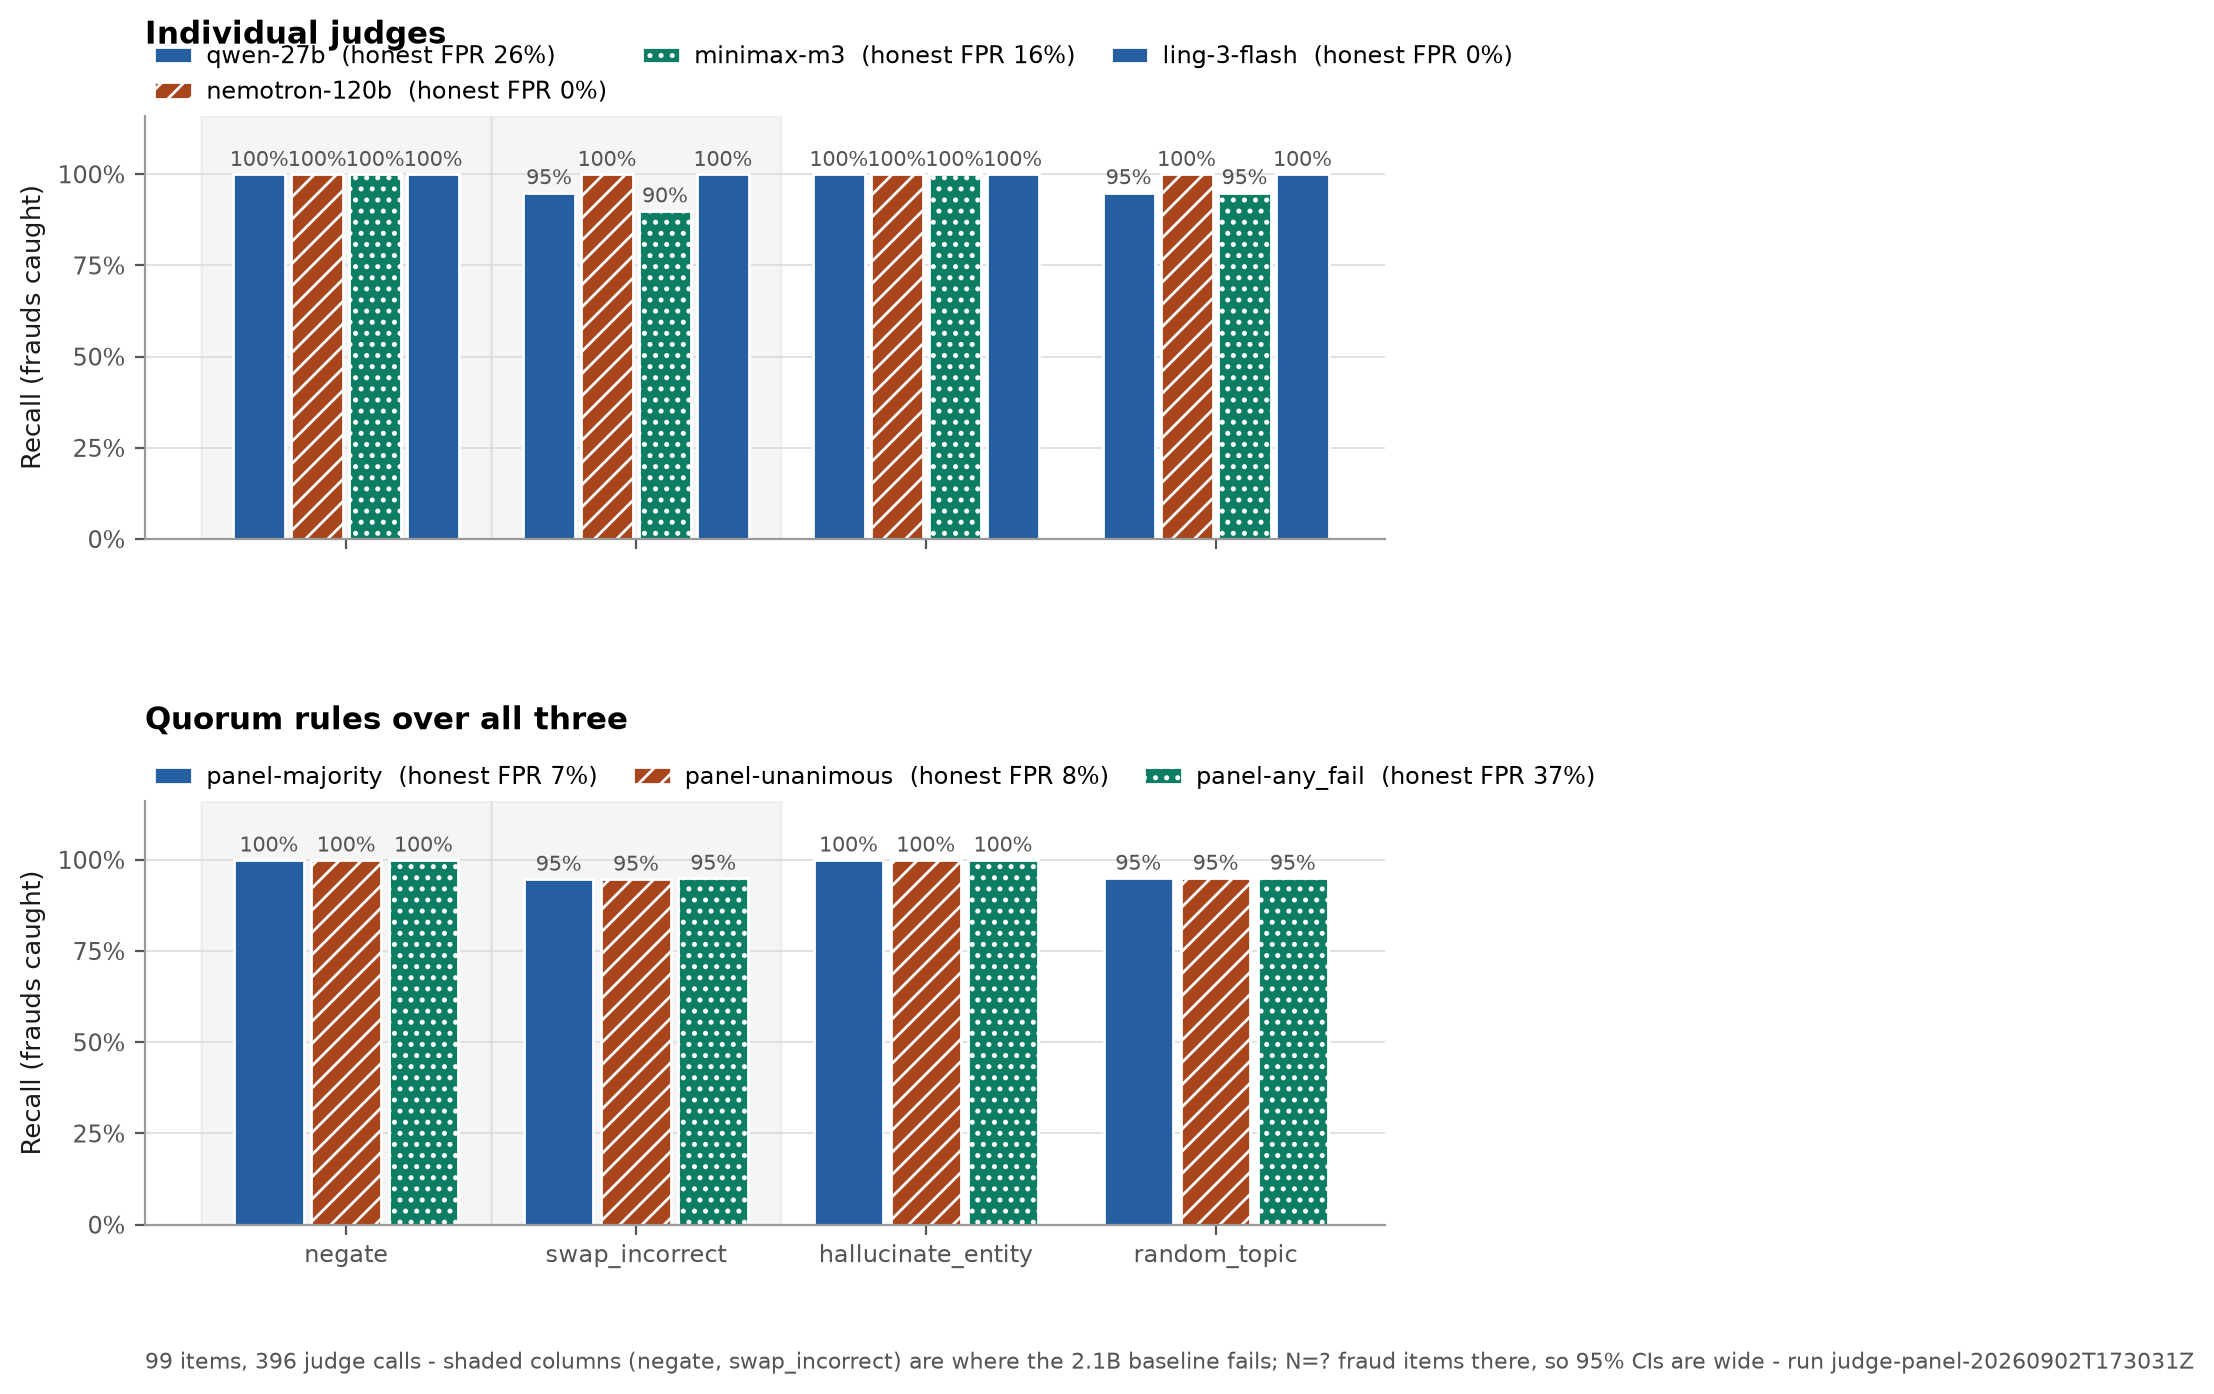 Individual judges
qwen-27b (honest FPR 26%) minimax-m3 (honest FPR 16%) ling-3-flash (honest FPR 0%)
nemotron-120b (honest FPR 0%)
100% 100% 100% 100% 95% 100% 90% 100% 100% 100% 100% 100% 95% 100% 95% 100%
100%
75%
50%
25%
0%
Recall (frauds caught)
Quorum rules over all three
panel-majority (honest FPR 7%) panel-unanimous (honest FPR 8%) panel-any_fail (honest FPR 37%)
100% 100% 100% 95% 95% 95% 100% 100% 100% 95% 95% 95%
100%
75%
50%
25%
0%
Recall (frauds caught)
negate swap_incorrect hallucinate_entity random_topic
99 items, 396 judge calls - shaded columns (negate, swap_incorrect) are where the 2.1B baseline fails; N=? fraud items there, so 95% CIs are wide - run judge-panel-20260902T173031Z